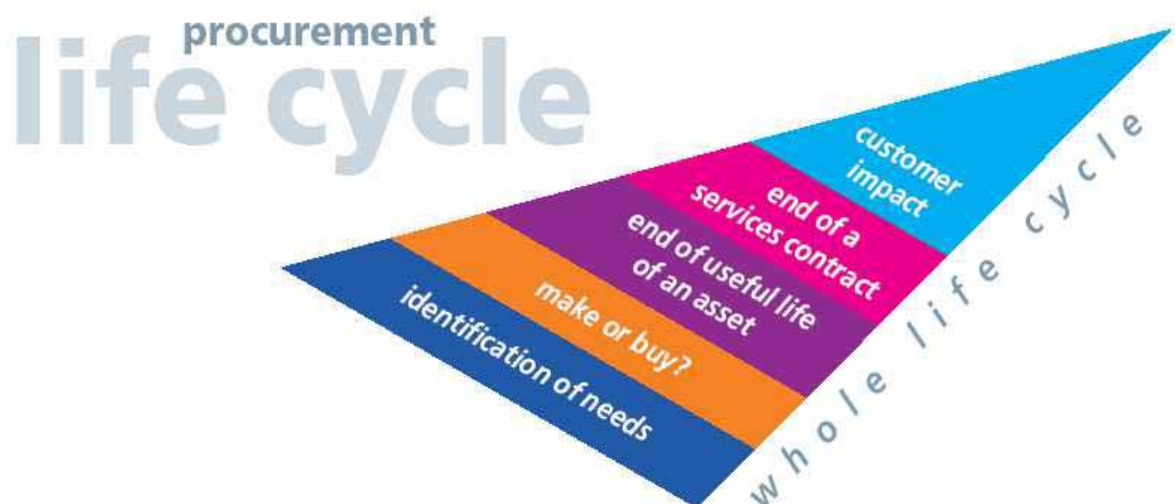 procurement
life cycle
customer
impact
end of a
services contract
end of useful life
of an asset
make or buy?
identification of needs
whole life cycle